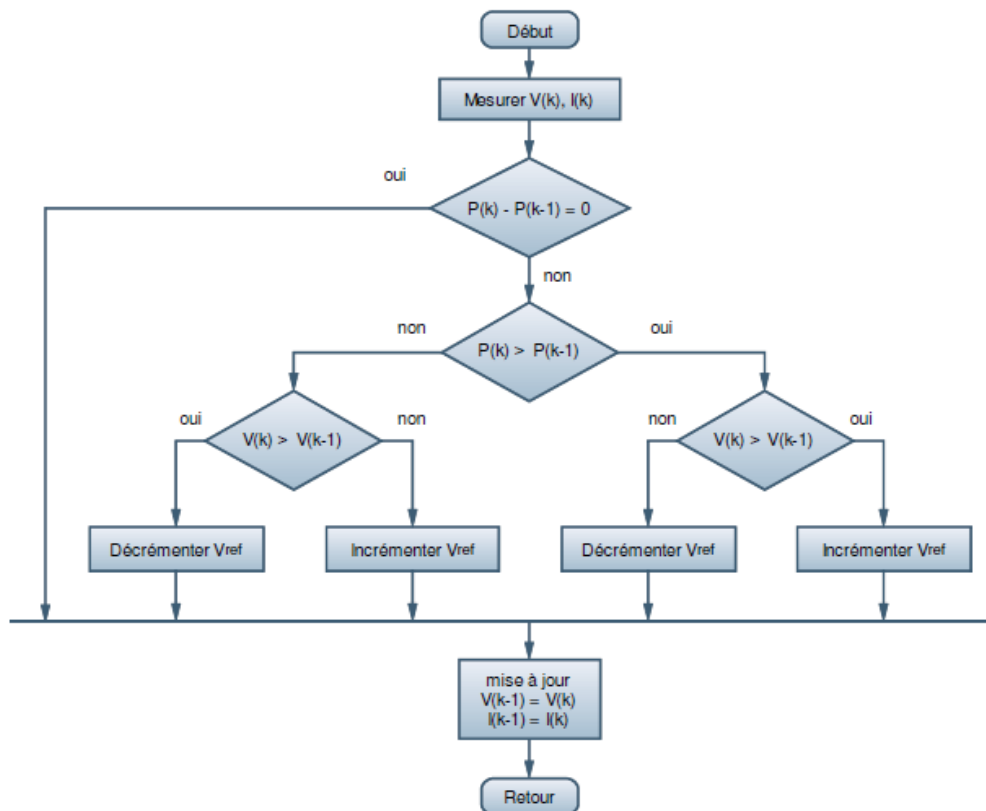 Début
Mesurer V(k), I(k)
oui
P(k) - P(k-1) = 0
non
non
oui
P(k) > P(k-1)
oui
non
non
oui
V(k) > V(k-1)
V(k) > V(k-1)
Décrémenter Vref
Incrémenter Vref
Décrémenter Vref
Incrémenter Vref
mise à jour
V(k-1) = V(k)
I(k-1) = I(k)
Retour